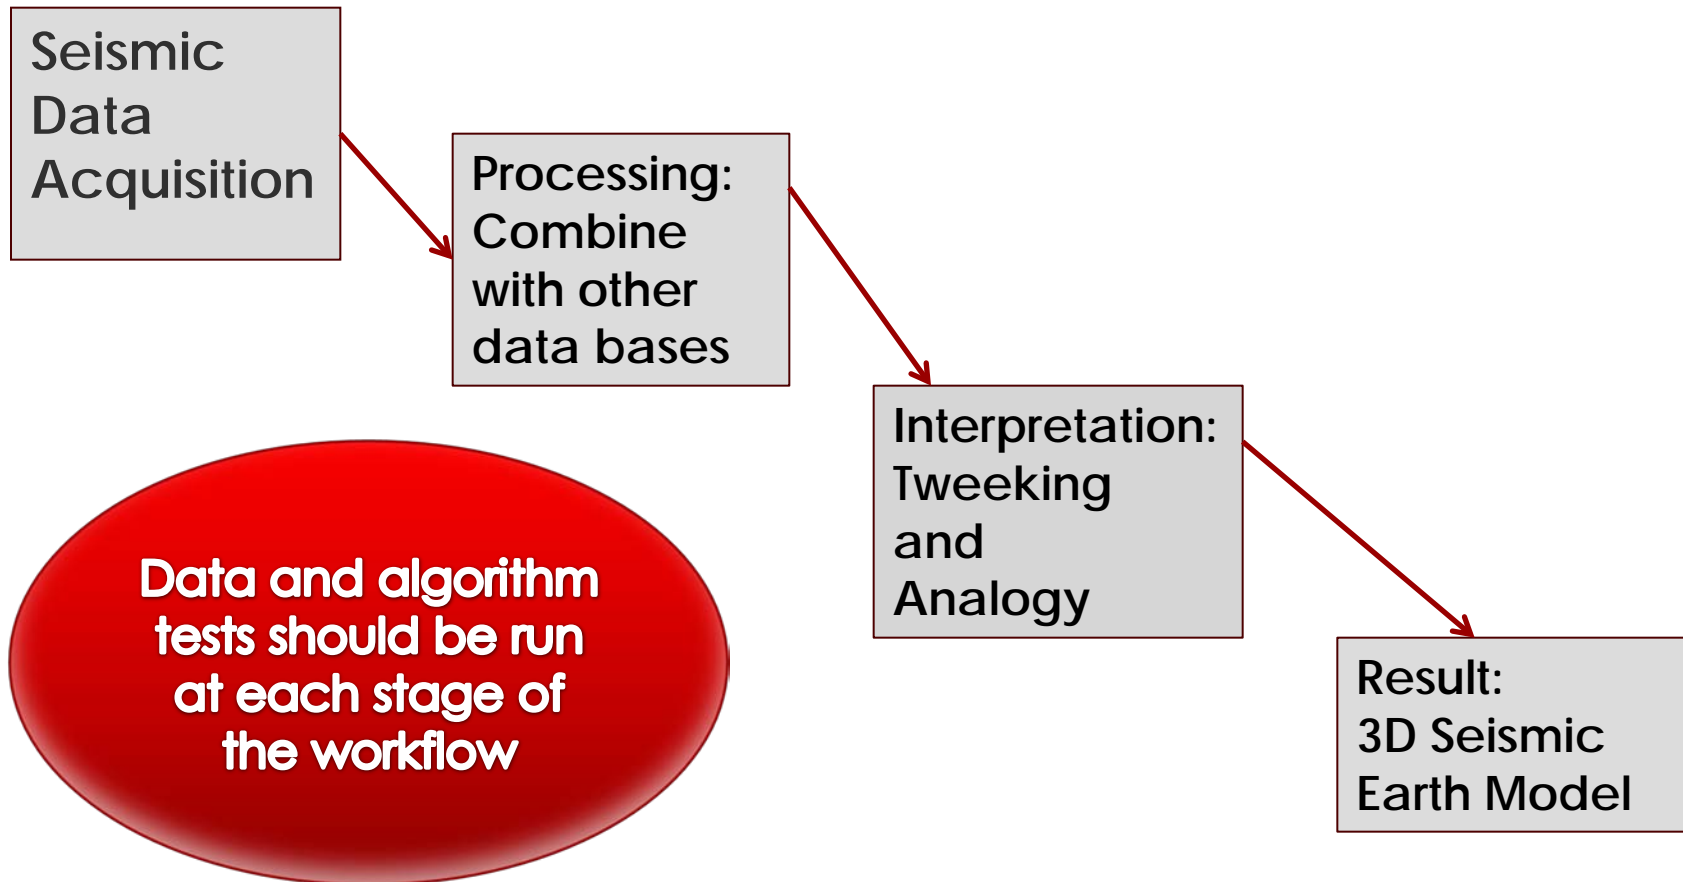 Seismic
Data
Acquisition
Processing:
Combine
with other
data bases
Interpretation:
Tweeking
and
Analogy
Data and algorithm
tests should be run
at each stage of
the workflow
Result:
3D Seismic
Earth Model